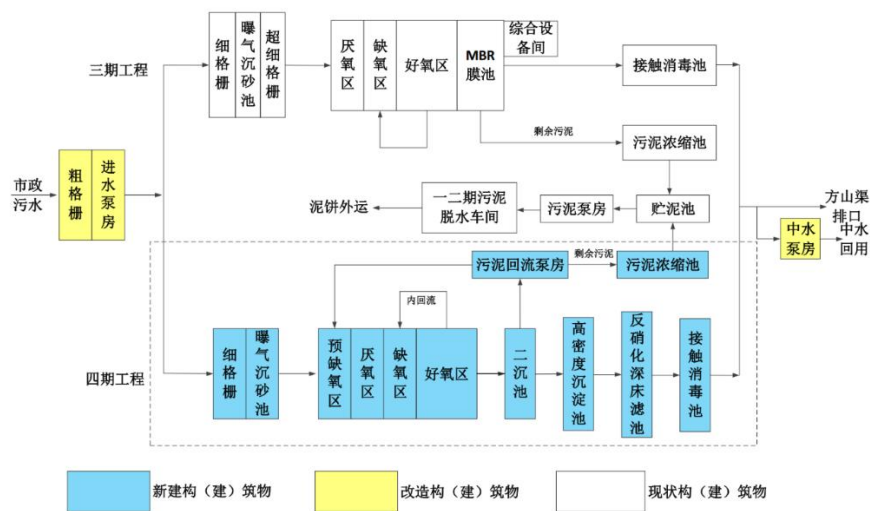 三期工程
细格栅
曝气沉砂池
超细格栅
厌氧区
缺氧区
好氧区
MBR
膜池
综合设
备间
接触消毒池
剩余污泥
污泥浓缩池
市政
污水
粗格栅
进水泵房
泥饼外运
一二期污泥
脱水车间
污泥泵房
贮泥池
方山渠
排口
中水
泵房
中水
回用
污泥回流泵房
剩余污泥
污泥浓缩池
内回流
四期工程
细格栅
曝气沉砂池
预缺氧区
厌氧区
缺氧区
好氧区
二沉池
高密度沉淀池
反硝化深床滤池
接触消毒池
新建构（建）筑物
改造构（建）筑物
现状构（建）筑物